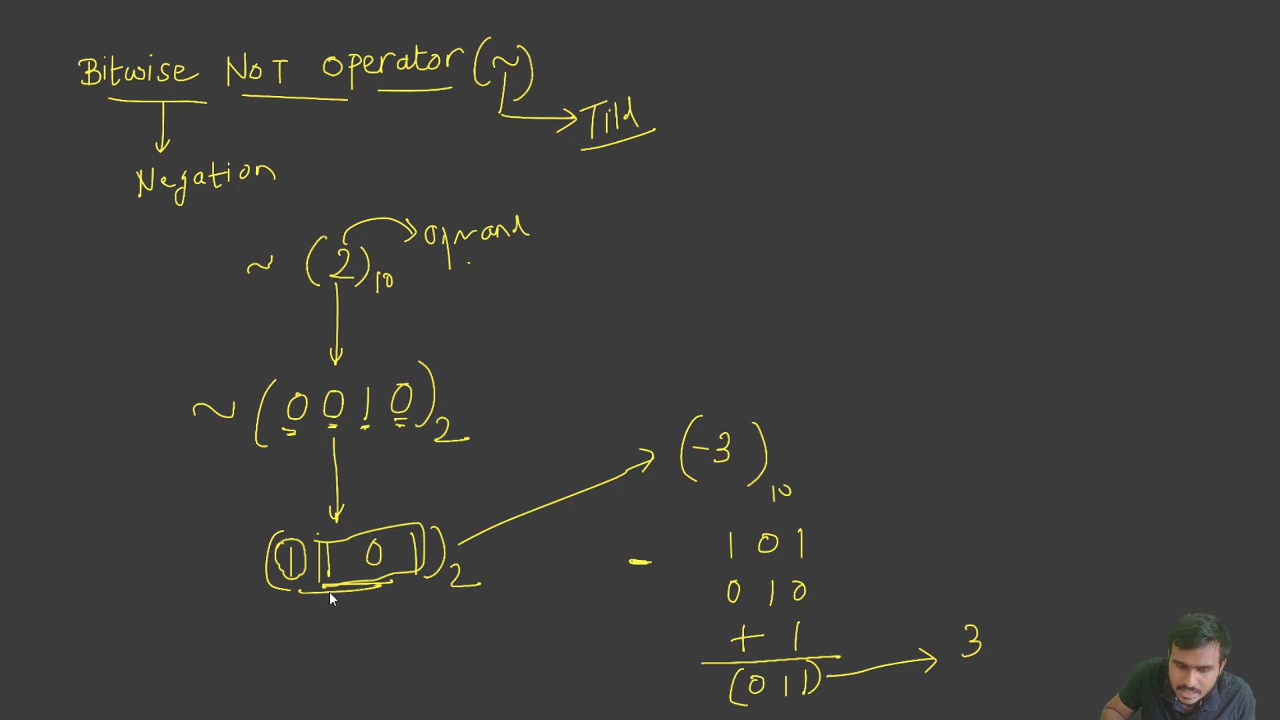 Bitwise NOT operator (~)
Tild
Negation
~ (2)10
operand
~ (0010)2
(1101)2
(-3)10
101
- 010
+ 1
(011)
3